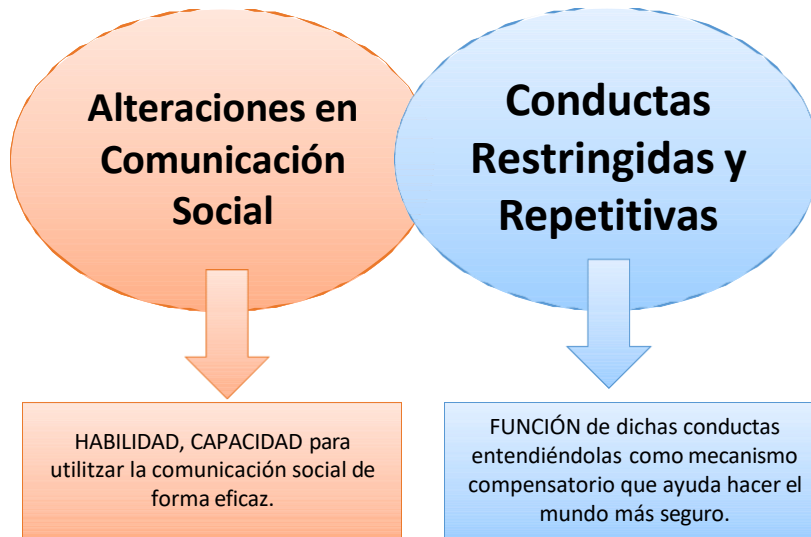 Alteraciones en
Comunicación
Social
Conductas
Restringidas y
Repetitivas
HABILIDAD, CAPACIDAD para
utilitzar la comunicación social de
forma eficaz.
FUNCIÓN de dichas conductas
entendiéndolas como mecanismo
compensatorio que ayuda hacer el
mundo más seguro.